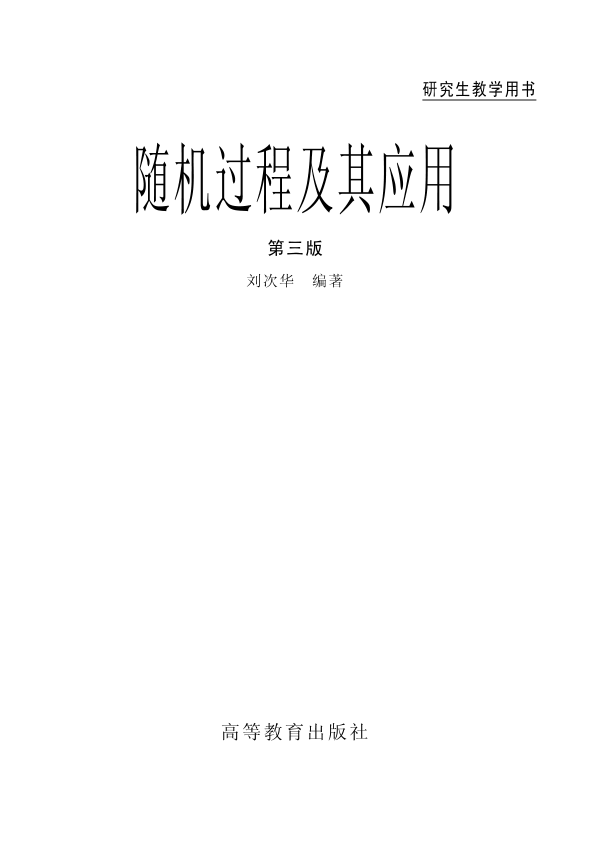 研究生教学用书
随机过程及其应用
第三版
刘次华　编著
高等教育出版社